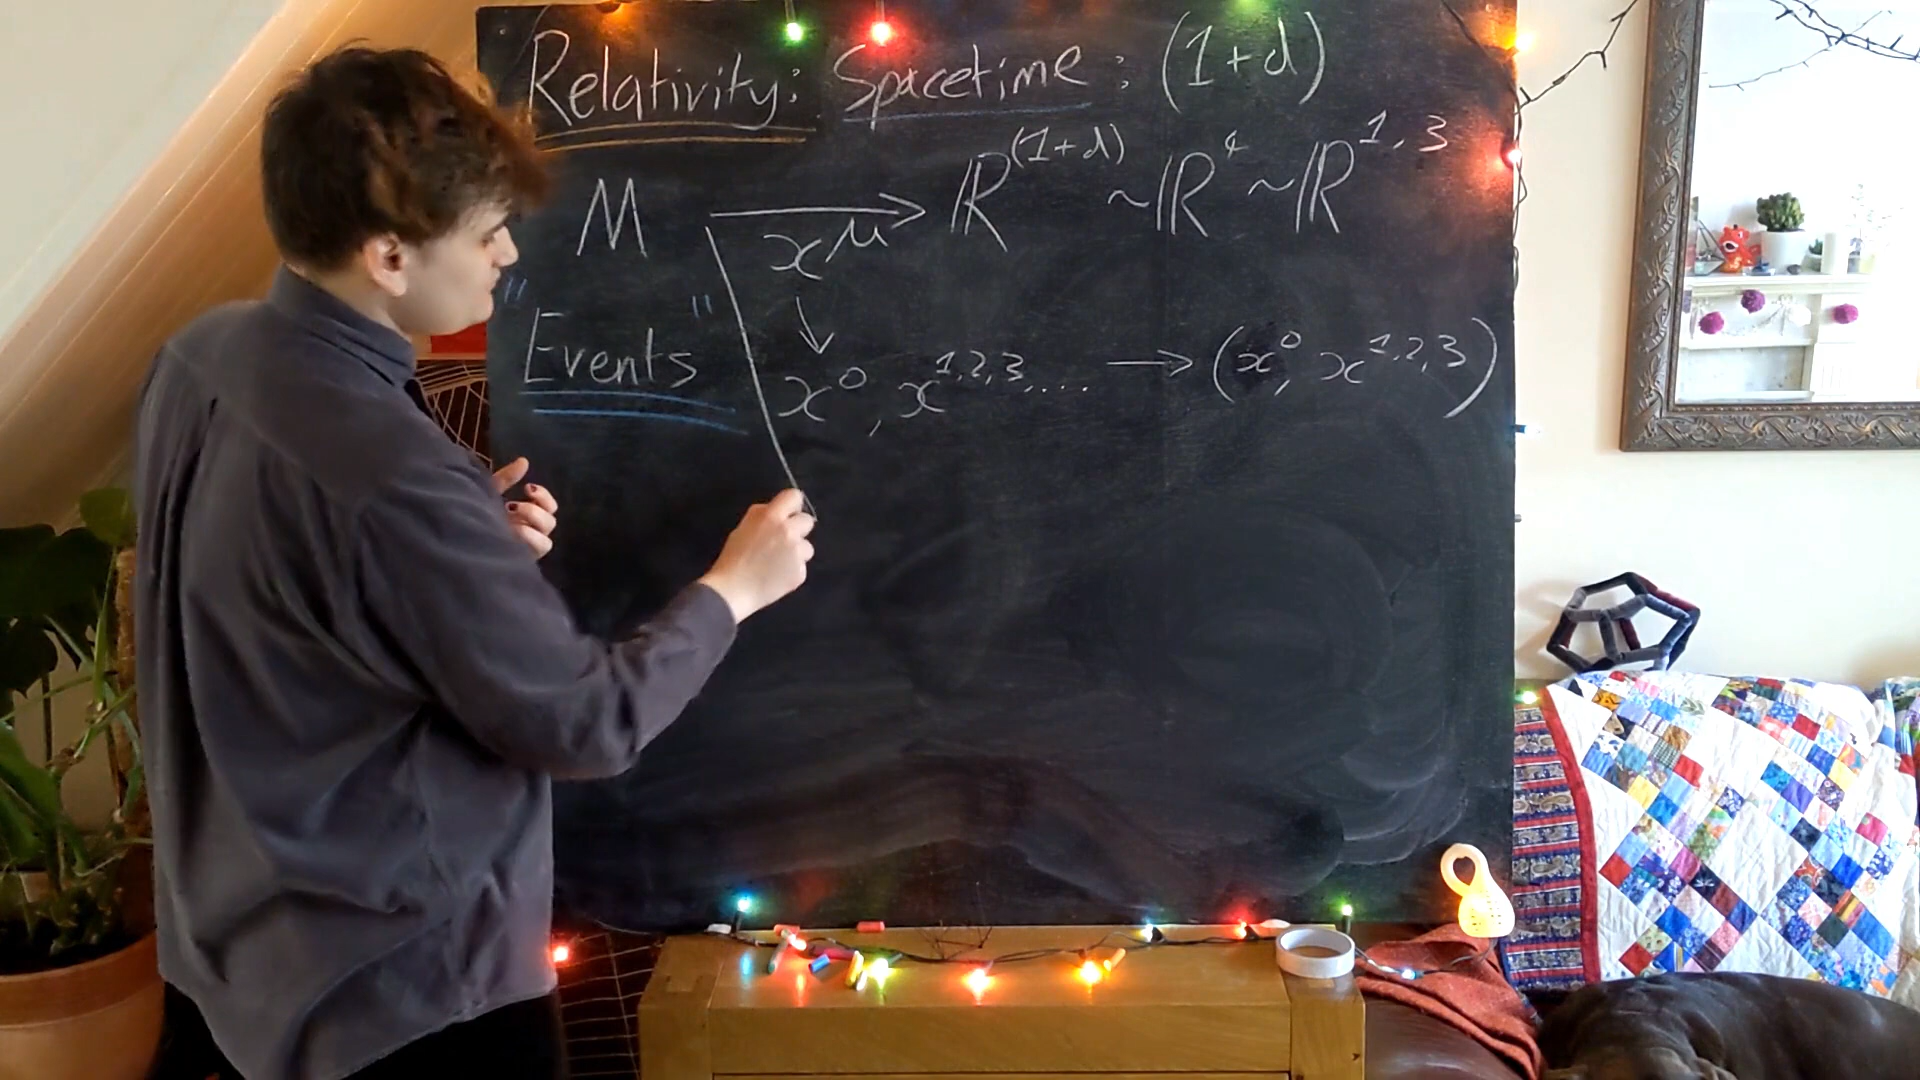 Relativity: Spacetime: (1+d)
M → ℝ^(1+d) ~ ℝ^4 ~ ℝ^1,3
x^μ
↓
"Events"
x^0, x^1,2,3,... → (x^0, x^1,2,3)